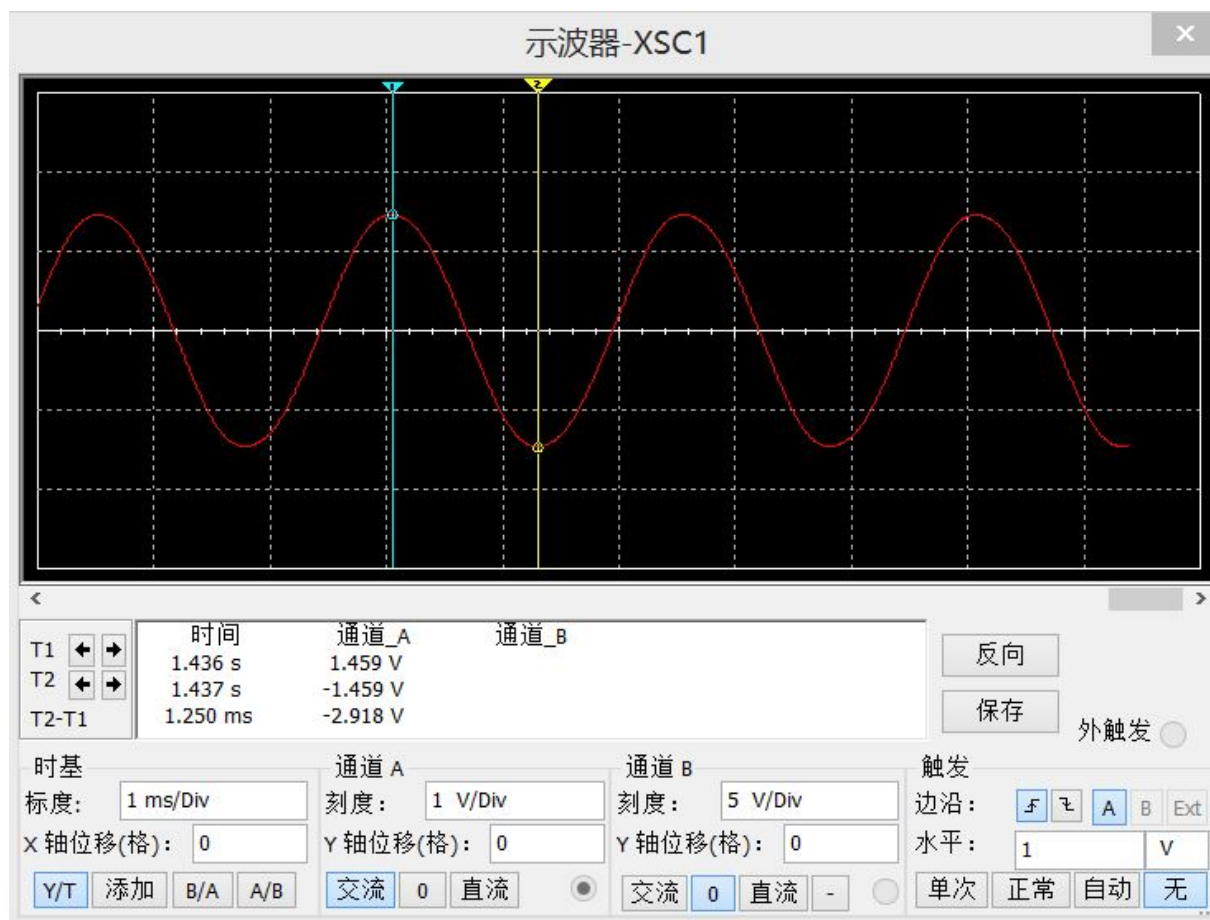 示波器-XSC1
1
2
时间 通道_A 通道_B
T1 1.436 s 1.459 V
T2 1.437 s -1.459 V
T2-T1 1.250 ms -2.918 V
反向
保存
外触发
时基
标度: 1 ms/Div
X 轴位移(格): 0
Y/T 添加 B/A A/B
通道 A
刻度: 1 V/Div
Y 轴位移(格): 0
交流 0 直流
通道 B
刻度: 5 V/Div
Y 轴位移(格): 0
交流 0 直流 -
触发
边沿: A B Ext
水平: 1 V
单次 正常 自动 无